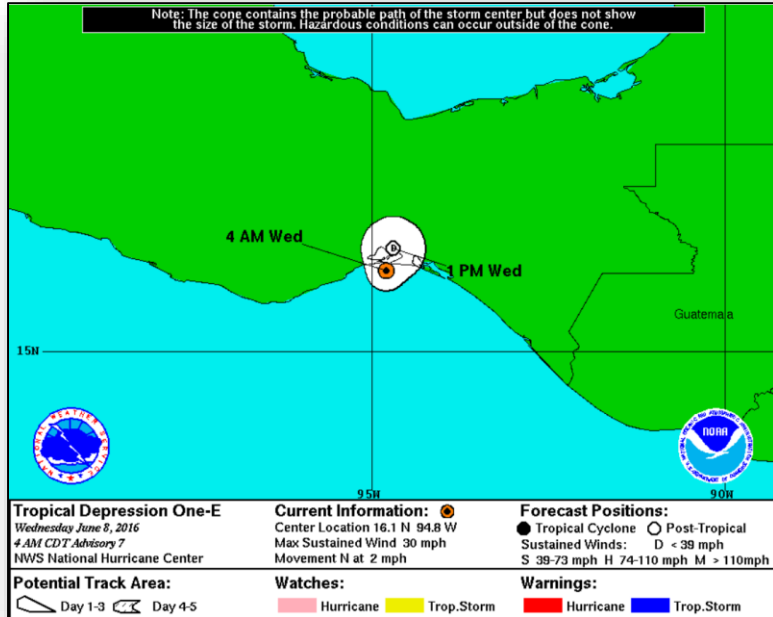 Note: The cone contains the probable path of the storm center but does not show
the size of the storm. Hazardous conditions can occur outside of the cone.
4 AM Wed
D
1 PM Wed
Guatemala
15N
NATIONAL WEATHER SERVICE
NOAA
95W
90W
Tropical Depression One-E
Wednesday June 8, 2016
4 AM CDT Advisory 7
NWS National Hurricane Center
Current Information:
Center Location 16.1 N 94.8 W
Max Sustained Wind 30 mph
Movement N at 2 mph
Forecast Positions:
Tropical Cyclone Post-Tropical
Sustained Winds: D < 39 mph
S 39-73 mph H 74-110 mph M > 110mph
Potential Track Area:
Day 1-3 Day 4-5
Watches:
Hurricane Trop.Storm
Warnings:
Hurricane Trop.Storm